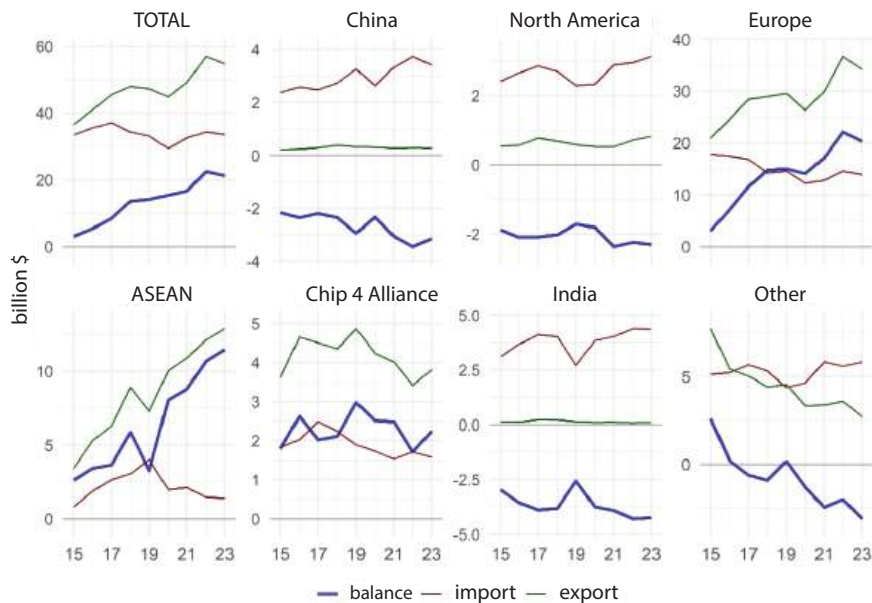 TOTAL China North America Europe
60 4 40
40 2 2 30
20 0 0 20
0 -2 -2 10
-4 0
billion $
ASEAN Chip 4 Alliance India Other
10 5 5.0 5
5 4 2.5 0
0 3 0.0
2 -2.5
1 -5.0
0
15 17 19 21 23 15 17 19 21 23 15 17 19 21 23 15 17 19 21 23
balance import export